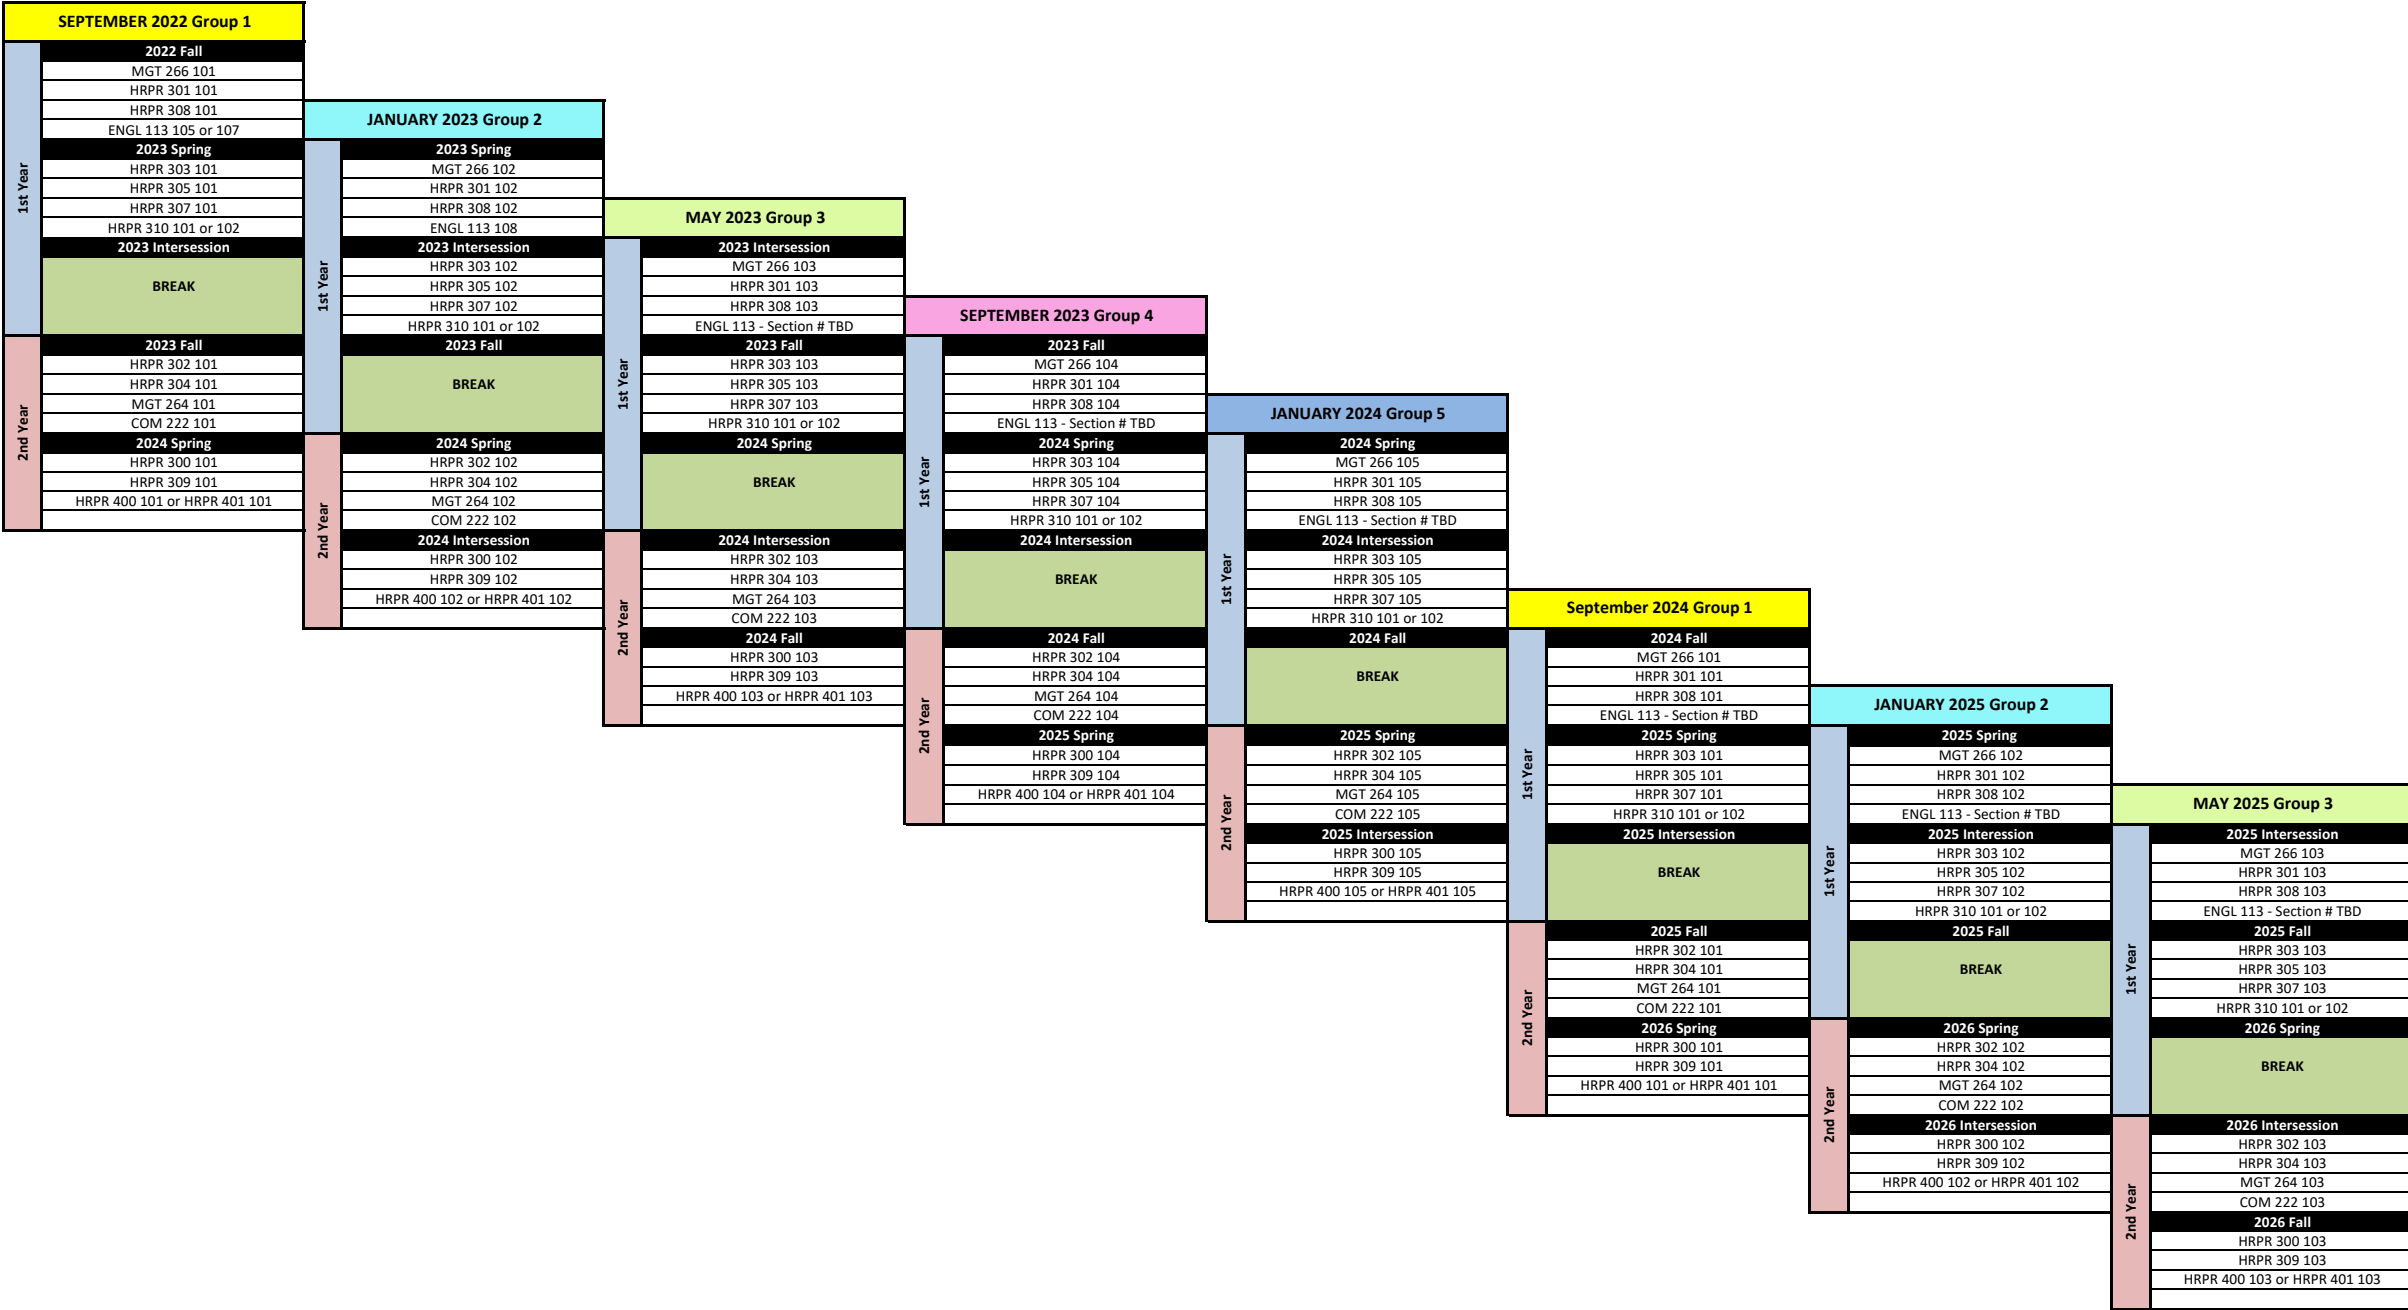 SEPTEMBER 2022 Group 1
1st Year
2022 Fall
MGT 266 101
HRPR 301 101
HRPR 308 101
ENGL 113 105 or 107
2023 Spring
HRPR 303 101
HRPR 305 101
HRPR 307 101
HRPR 310 101 or 102
2023 Intersession
BREAK
2nd Year
2023 Fall
HRPR 302 101
HRPR 304 101
MGT 264 101
COM 222 101
2024 Spring
HRPR 300 101
HRPR 309 101
HRPR 400 101 or HRPR 401 101
JANUARY 2023 Group 2
1st Year
2023 Spring
MGT 266 102
HRPR 301 102
HRPR 308 102
ENGL 113 108
2023 Intersession
HRPR 303 102
HRPR 305 102
HRPR 307 102
HRPR 310 101 or 102
2023 Fall
BREAK
2nd Year
2024 Spring
HRPR 302 102
HRPR 304 102
MGT 264 102
COM 222 102
2024 Intersession
HRPR 300 102
HRPR 309 102
HRPR 400 102 or HRPR 401 102
MAY 2023 Group 3
1st Year
2023 Intersession
MGT 266 103
HRPR 301 103
HRPR 308 103
ENGL 113 - Section # TBD
2023 Fall
HRPR 303 103
HRPR 305 103
HRPR 307 103
HRPR 310 101 or 102
2024 Spring
BREAK
2nd Year
2024 Intersession
HRPR 302 103
HRPR 304 103
MGT 264 103
COM 222 103
2024 Fall
HRPR 300 103
HRPR 309 103
HRPR 400 103 or HRPR 401 103
SEPTEMBER 2023 Group 4
1st Year
2023 Fall
MGT 266 104
HRPR 301 104
HRPR 308 104
ENGL 113 - Section # TBD
2024 Spring
HRPR 303 104
HRPR 305 104
HRPR 307 104
HRPR 310 101 or 102
2024 Intersession
BREAK
2nd Year
2024 Fall
HRPR 302 104
HRPR 304 104
MGT 264 104
COM 222 104
2025 Spring
HRPR 300 104
HRPR 309 104
HRPR 400 104 or HRPR 401 104
JANUARY 2024 Group 5
1st Year
2024 Spring
MGT 266 105
HRPR 301 105
HRPR 308 105
ENGL 113 - Section # TBD
2024 Intersession
HRPR 303 105
HRPR 305 105
HRPR 307 105
HRPR 310 101 or 102
2024 Fall
BREAK
2nd Year
2025 Spring
HRPR 302 105
HRPR 304 105
MGT 264 105
COM 222 105
2025 Intersession
HRPR 300 105
HRPR 309 105
HRPR 400 105 or HRPR 401 105
September 2024 Group 1
1st Year
2024 Fall
MGT 266 101
HRPR 301 101
HRPR 308 101
ENGL 113 - Section # TBD
2025 Spring
HRPR 303 101
HRPR 305 101
HRPR 307 101
HRPR 310 101 or 102
2025 Intersession
BREAK
2nd Year
2025 Fall
HRPR 302 101
HRPR 304 101
MGT 264 101
COM 222 101
2026 Spring
HRPR 300 101
HRPR 309 101
HRPR 400 101 or HRPR 401 101
JANUARY 2025 Group 2
1st Year
2025 Spring
MGT 266 102
HRPR 301 102
HRPR 308 102
ENGL 113 - Section # TBD
2025 Interession
HRPR 303 102
HRPR 305 102
HRPR 307 102
HRPR 310 101 or 102
2025 Fall
BREAK
2nd Year
2026 Spring
HRPR 302 102
HRPR 304 102
MGT 264 102
COM 222 102
2026 Intersession
HRPR 300 102
HRPR 309 102
HRPR 400 102 or HRPR 401 102
MAY 2025 Group 3
1st Year
2025 Intersession
MGT 266 103
HRPR 301 103
HRPR 308 103
ENGL 113 - Section # TBD
2025 Fall
HRPR 303 103
HRPR 305 103
HRPR 307 103
HRPR 310 101 or 102
2026 Spring
BREAK
2nd Year
2026 Intersession
HRPR 302 103
HRPR 304 103
MGT 264 103
COM 222 103
2026 Fall
HRPR 300 103
HRPR 309 103
HRPR 400 103 or HRPR 401 103